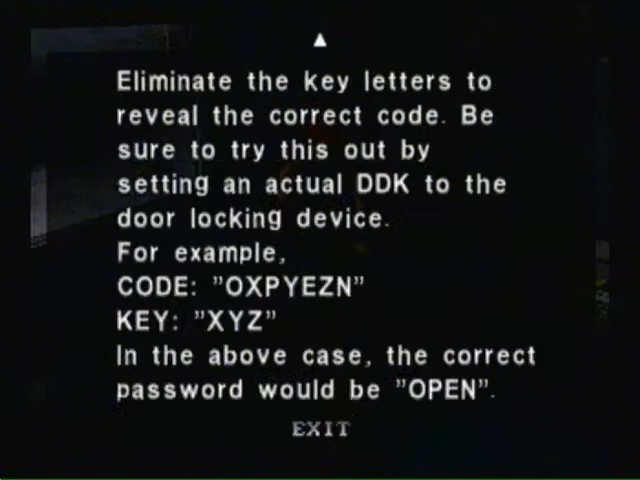 Eliminate the key letters to
reveal the correct code. Be
sure to try this out by
setting an actual DDK to the
door locking device.
For example,
CODE: "OXPYEZN"
KEY: "XYZ"
In the above case, the correct
password would be "OPEN".
EXIT